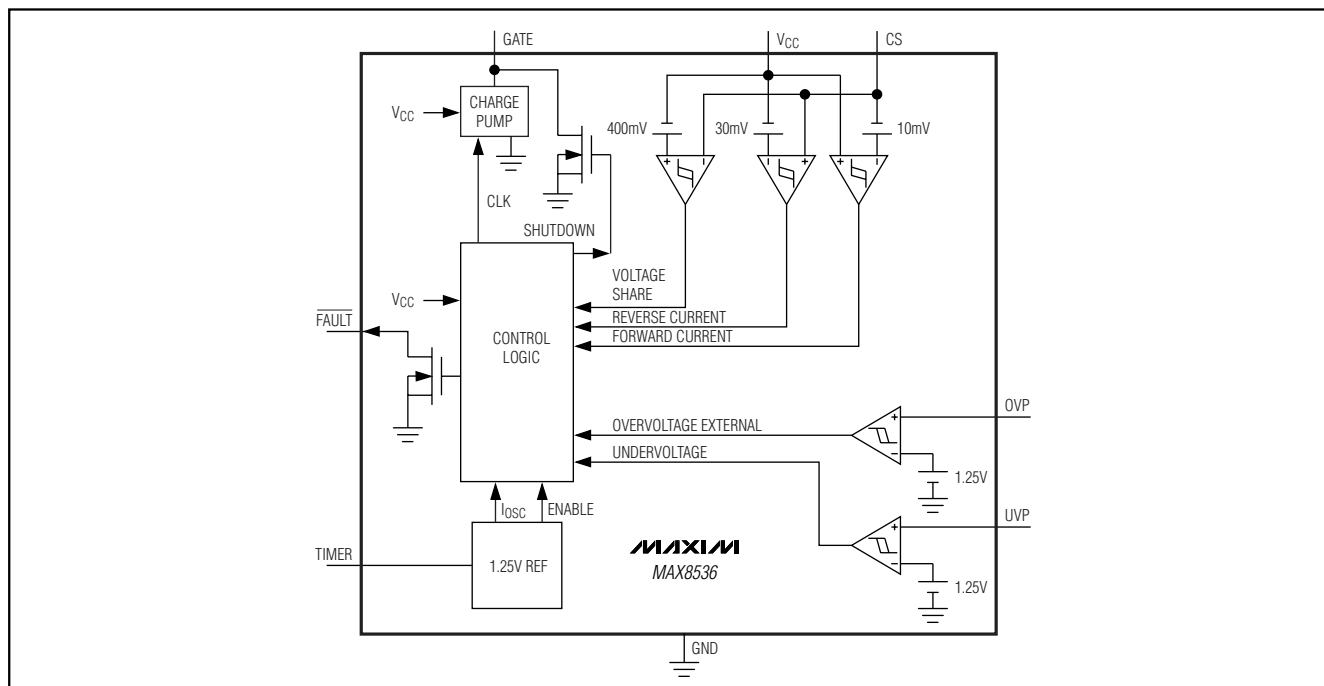 GATE
VCC
CS
CHARGE
PUMP
VCC
400mV
30mV
10mV
+
−
−
+
+
−
CLK
SHUTDOWN
VOLTAGE
SHARE
VCC
REVERSE CURRENT
FAULT
FORWARD CURRENT
CONTROL
LOGIC
OVP
+
OVERVOLTAGE EXTERNAL
−
UNDERVOLTAGE
1.25V
IOSC
ENABLE
UVP
+
TIMER
1.25V REF
MAXIM
MAX8536
−
1.25V
GND